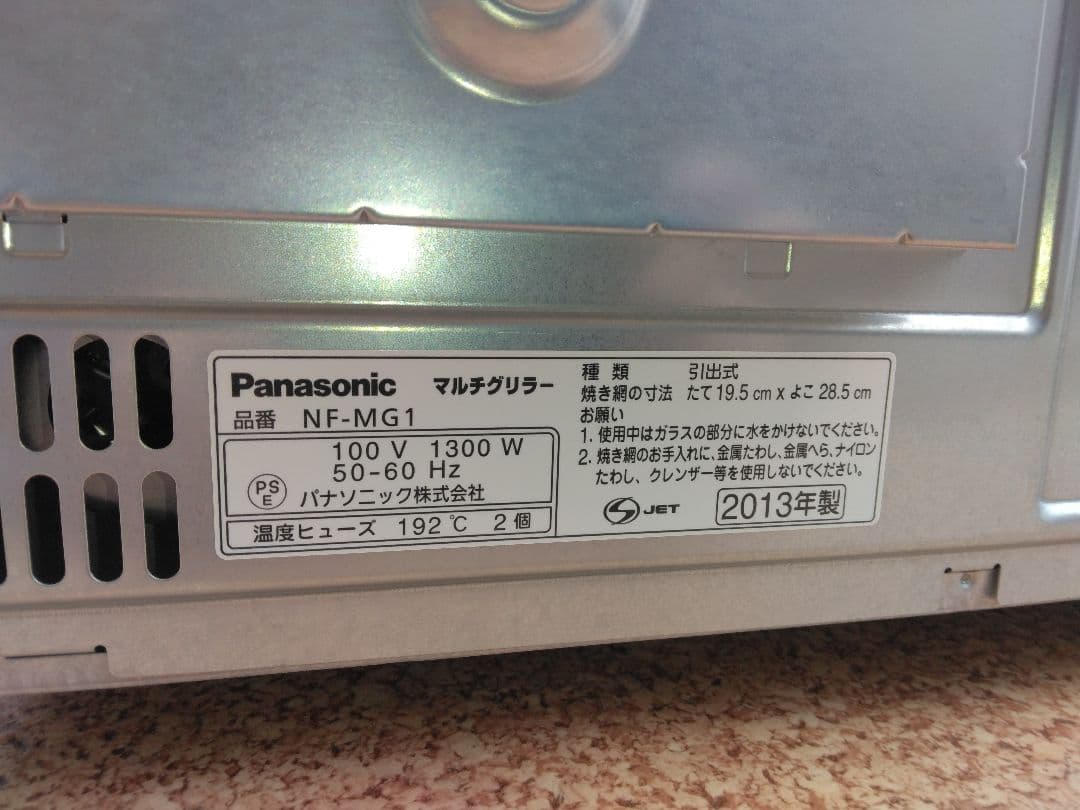 Panasonic マルチグリラー
品番 NF-MG1
100 V 1300 W
50-60 Hz
PS
E
パナソニック株式会社
温度ヒューズ 192℃ 2個
種類 引出式
焼き網の寸法 たて19.5 cm x よこ 28.5 cm
お願い
1. 使用中はガラスの部分に水をかけないでください。
2. 焼き網のお手入れに、金属たわし、金属へら、ナイロン
たわし、クレンザー等を使用しないでください。
S JET 2013年製